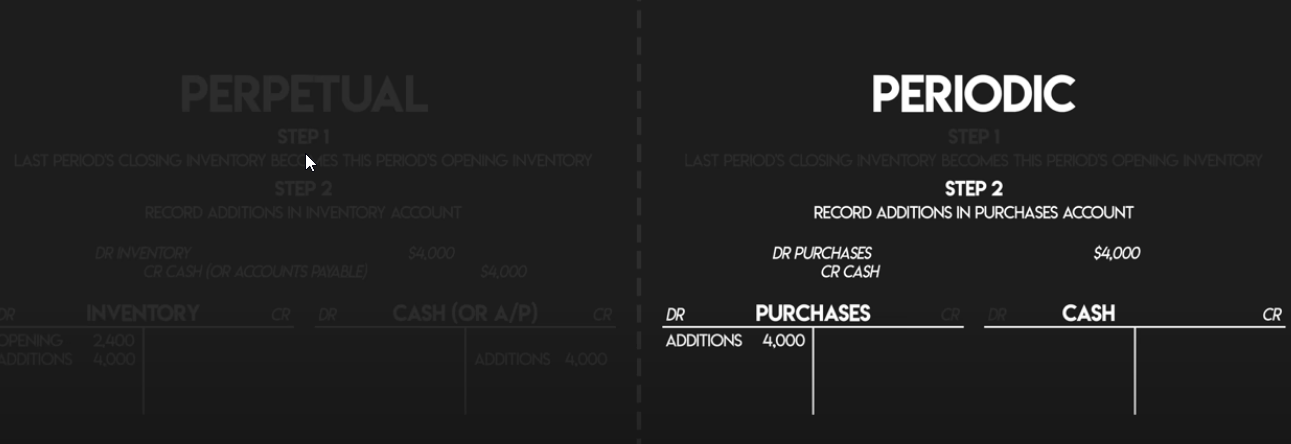 PERPETUAL
STEP 1
LAST PERIOD'S CLOSING INVENTORY BECOMES THIS PERIOD'S OPENING INVENTORY
STEP 2
RECORD ADDITIONS IN INVENTORY ACCOUNT
DR INVENTORY $4,000
CR CASH (OR ACCOUNTS PAYABLE) $4,000
DR INVENTORY CR
OPENING 2,400
ADDITIONS 4,000
DR CASH (OR A/P) CR
ADDITIONS 4,000
PERIODIC
STEP 1
LAST PERIOD'S CLOSING INVENTORY BECOMES THIS PERIOD'S OPENING INVENTORY
STEP 2
RECORD ADDITIONS IN PURCHASES ACCOUNT
DR PURCHASES $4,000
CR CASH
DR PURCHASES CR
ADDITIONS 4,000
DR CASH CR